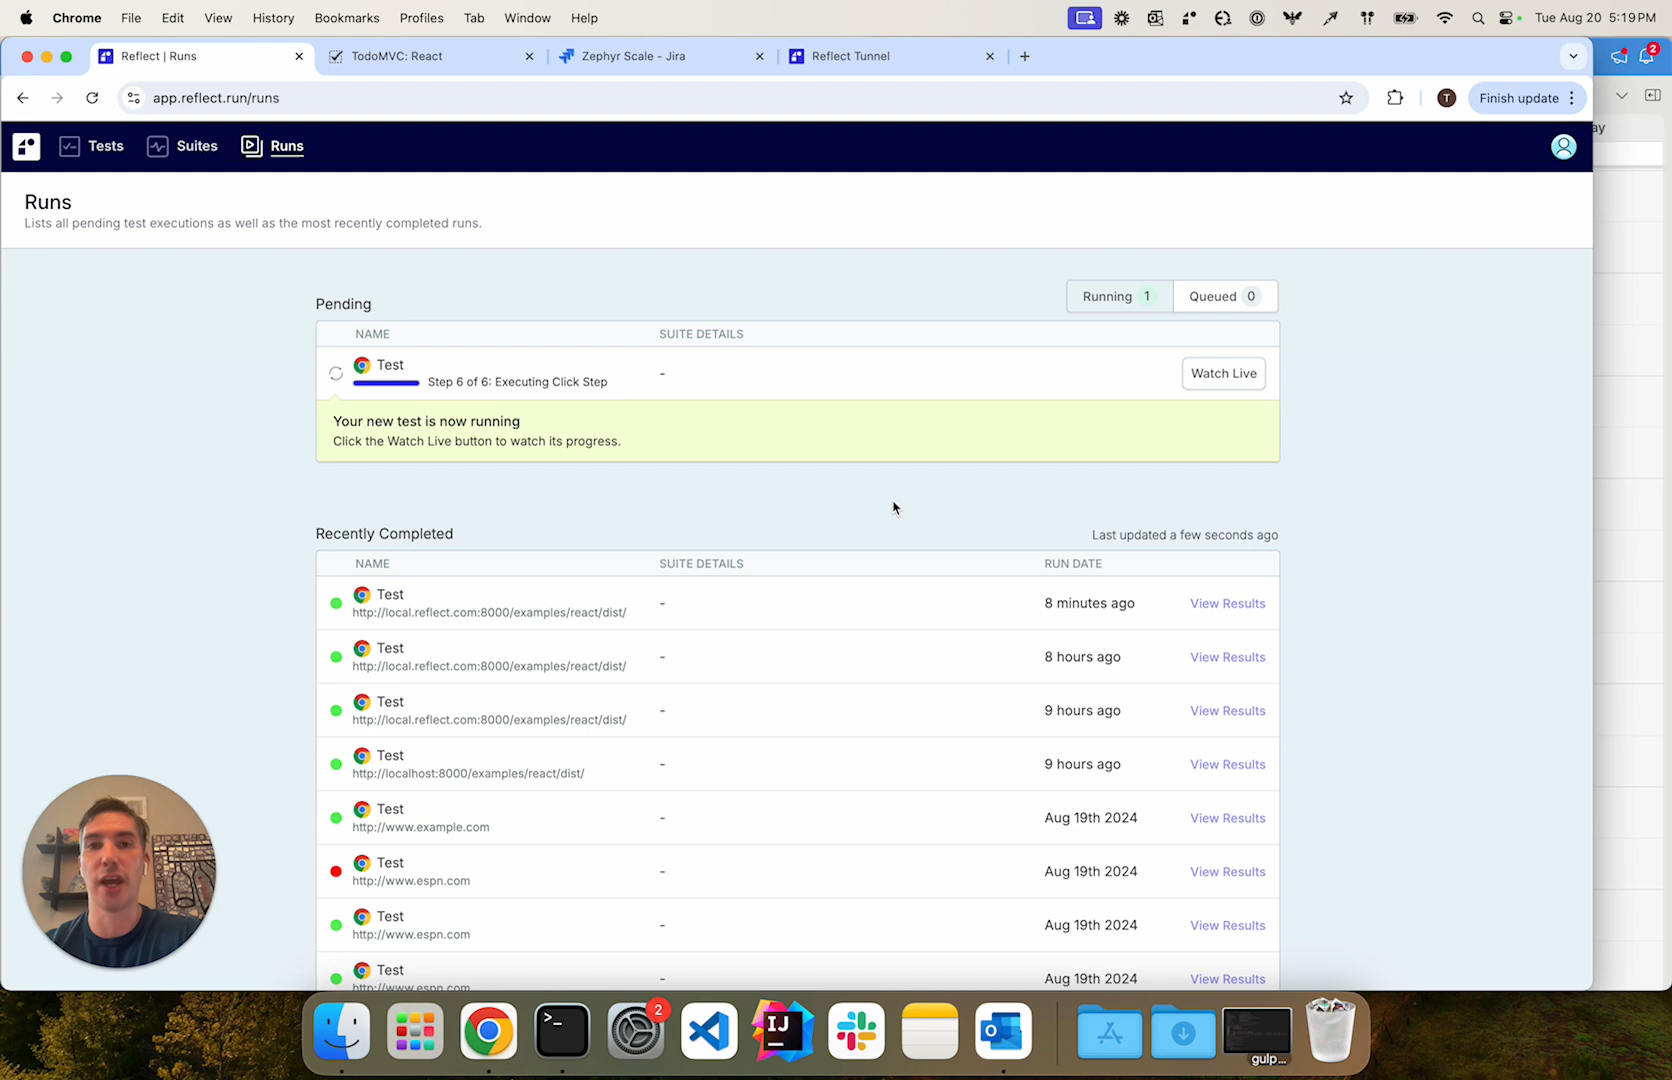 Chrome File Edit View History Bookmarks Profiles Tab Window Help Tue Aug 20 5:19 PM
Reflect | Runs TodoMVC: React Zephyr Scale - Jira Reflect Tunnel 2
app.reflect.run/runs T Finish update
ay
Tests Suites Runs
Runs
Lists all pending test executions as well as the most recently completed runs.
Pending Running 1 Queued 0
NAME SUITE DETAILS
Test
Step 6 of 6: Executing Click Step - Watch Live
Your new test is now running
Click the Watch Live button to watch its progress.
Recently Completed Last updated a few seconds ago
NAME SUITE DETAILS RUN DATE
Test
http://local.reflect.com:8000/examples/react/dist/ - 8 minutes ago View Results
Test
http://local.reflect.com:8000/examples/react/dist/ - 8 hours ago View Results
Test
http://local.reflect.com:8000/examples/react/dist/ - 9 hours ago View Results
Test
http://localhost:8000/examples/react/dist/ - 9 hours ago View Results
Test
http://www.example.com - Aug 19th 2024 View Results
Test
http://www.espn.com - Aug 19th 2024 View Results
Test
http://www.espn.com - Aug 19th 2024 View Results
Test
http://www.espn.com - Aug 19th 2024 View Results
2
IJ
gulp...